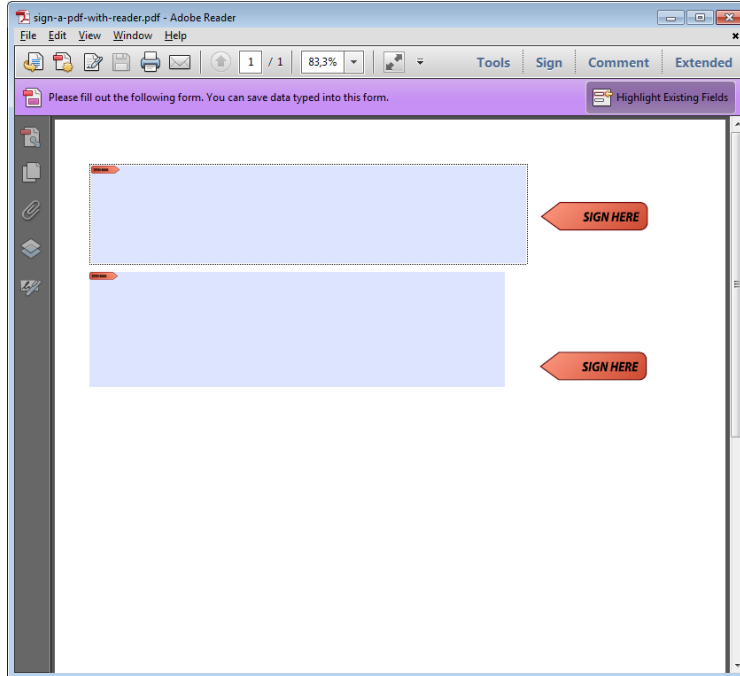 sign-a-pdf-with-reader.pdf - Adobe Reader
File Edit View Window Help
1 / 1 83,3% Tools Sign Comment Extended
Please fill out the following form. You can save data typed into this form. Highlight Existing Fields
SIGN HERE
SIGN HERE